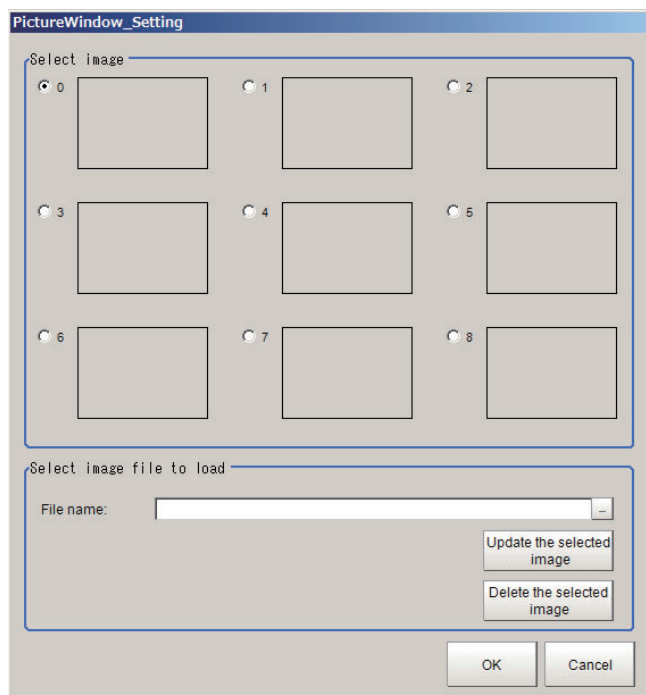 PictureWindow_Setting
Select image
0 1 2
3 4 5
6 7 8
Select image file to load
File name:
...
Update the selected
image
Delete the selected
image
OK Cancel